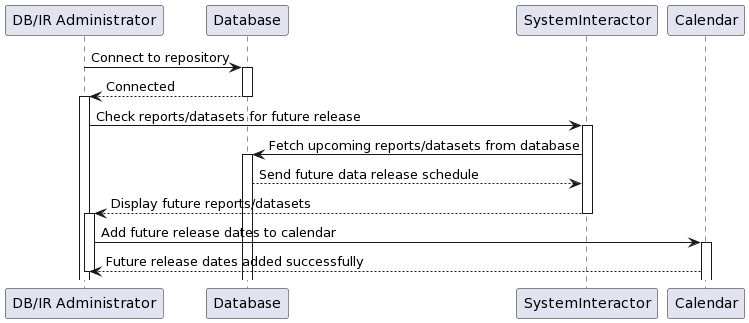 DB/IR Administrator
Database
SystemInteractor
Calendar
Connect to repository
Connected
Check reports/datasets for future release
Fetch upcoming reports/datasets from database
Send future data release schedule
Display future reports/datasets
Add future release dates to calendar
Future release dates added successfully
DB/IR Administrator
Database
SystemInteractor
Calendar